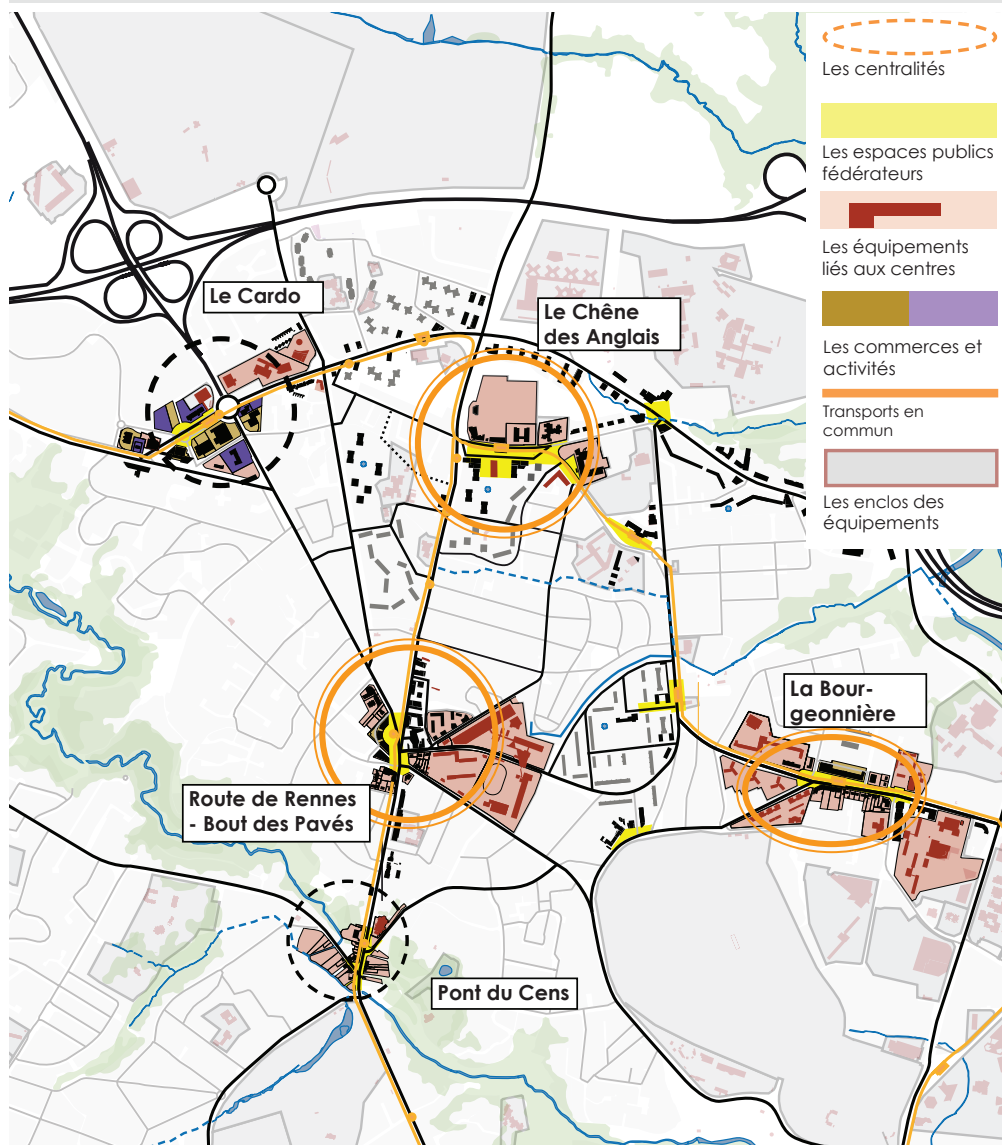 Les centralités
Les espaces publics
fédérateurs
Les équipements
liés aux centres
Les commerces et
activités
Transports en
commun
Les enclos des
équipements
Le Cardo
Le Chêne
des Anglais
La Bour-
geonnière
Route de Rennes
- Bout des Pavés
Pont du Cens